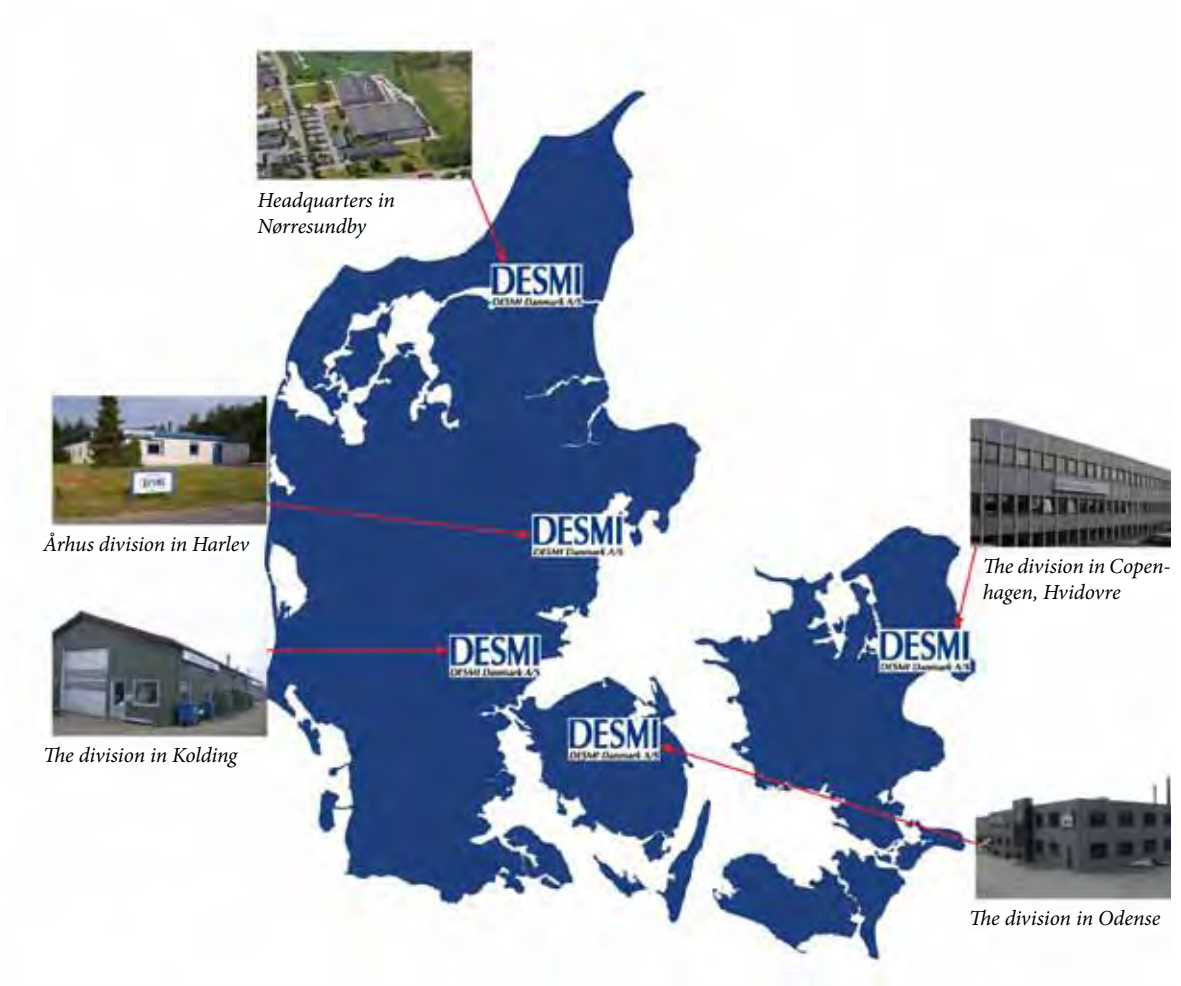 Headquarters in
Nørresundby
DESMI
DESMI Danmark A/S
Århus division in Harlev
DESMI
DESMI Danmark A/S
The division in Copen-
hagen, Hvidovre
DESMI
DESMI Danmark A/S
The division in Kolding
DESMI
DESMI Danmark A/S
DESMI
DESMI Danmark A/S
The division in Odense